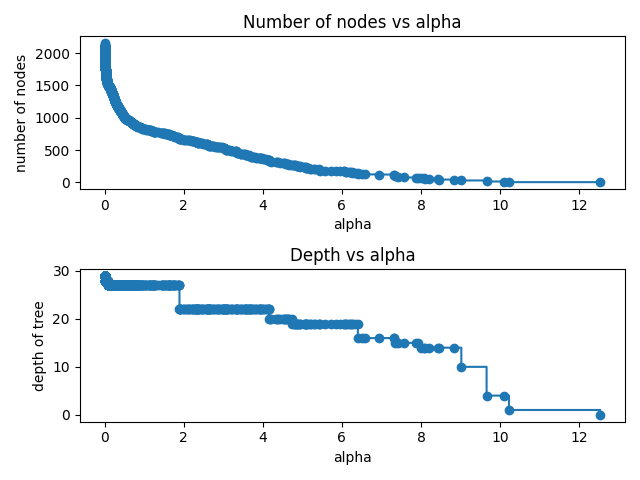 Number of nodes vs alpha
2000
1500
1000
500
0
number of nodes
0 2 4 6 8 10 12
alpha
Depth vs alpha
30
20
10
0
depth of tree
0 2 4 6 8 10 12
alpha